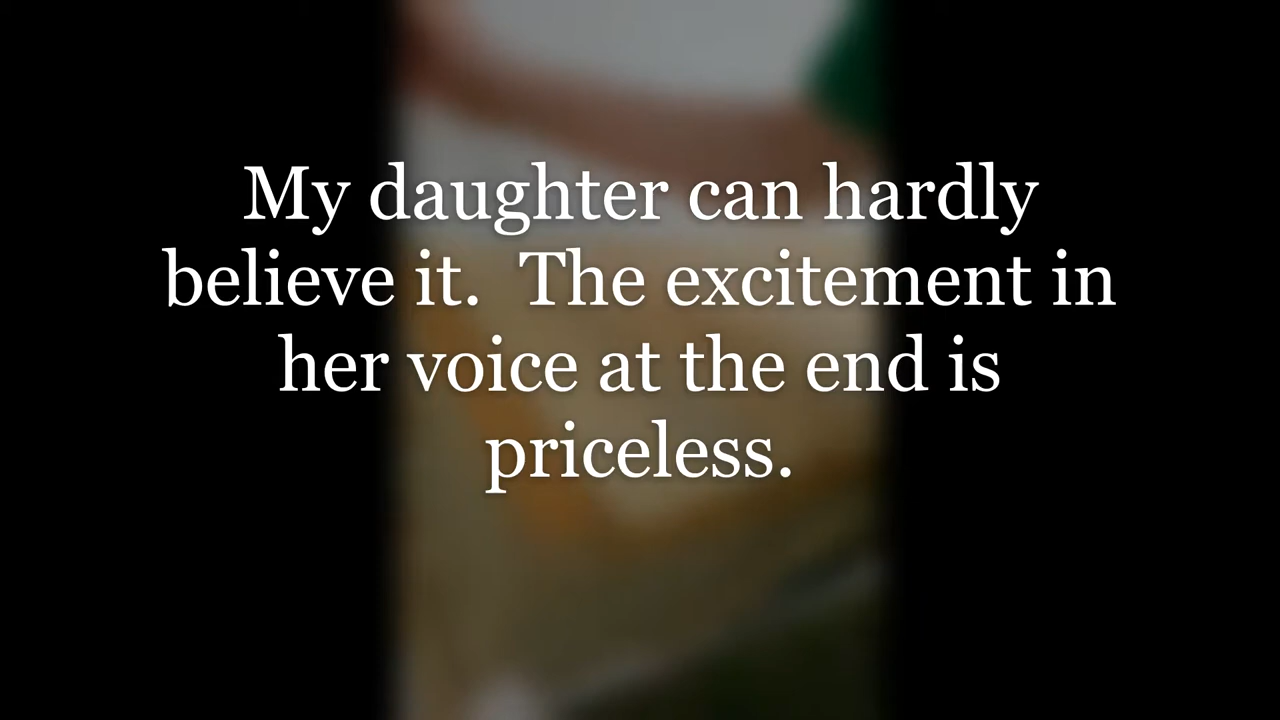 My daughter can hardly
believe it.  The excitement in
her voice at the end is
priceless.